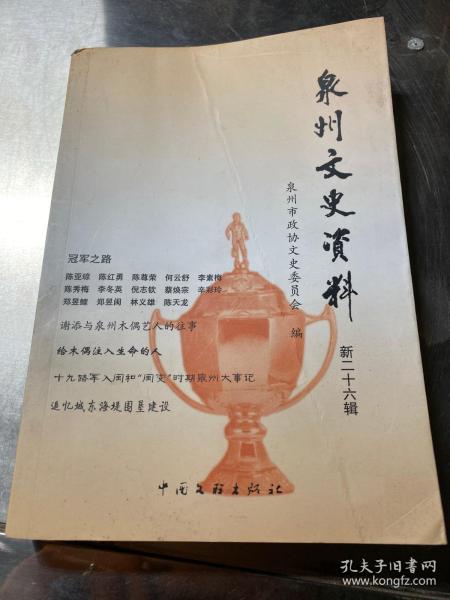 泉州文史资料
新二十六辑
泉州市政协文史委员会 编
冠军之路
陈亚琼 陈红勇 陈尊荣 何云舒 李素梅
陈秀梅 李冬英 倪志钦 蔡焕宗 辛彩玲
郑昱鲤 郑昱闽 林义雄 陈天龙
谢添与泉州木偶艺人的往事
给木偶注入生命的人
十九路军入闽和“闽变”时期泉州大事记
追忆城东海堤围垦建设
中国文联出版社
孔夫子旧书网
www.kongfz.com